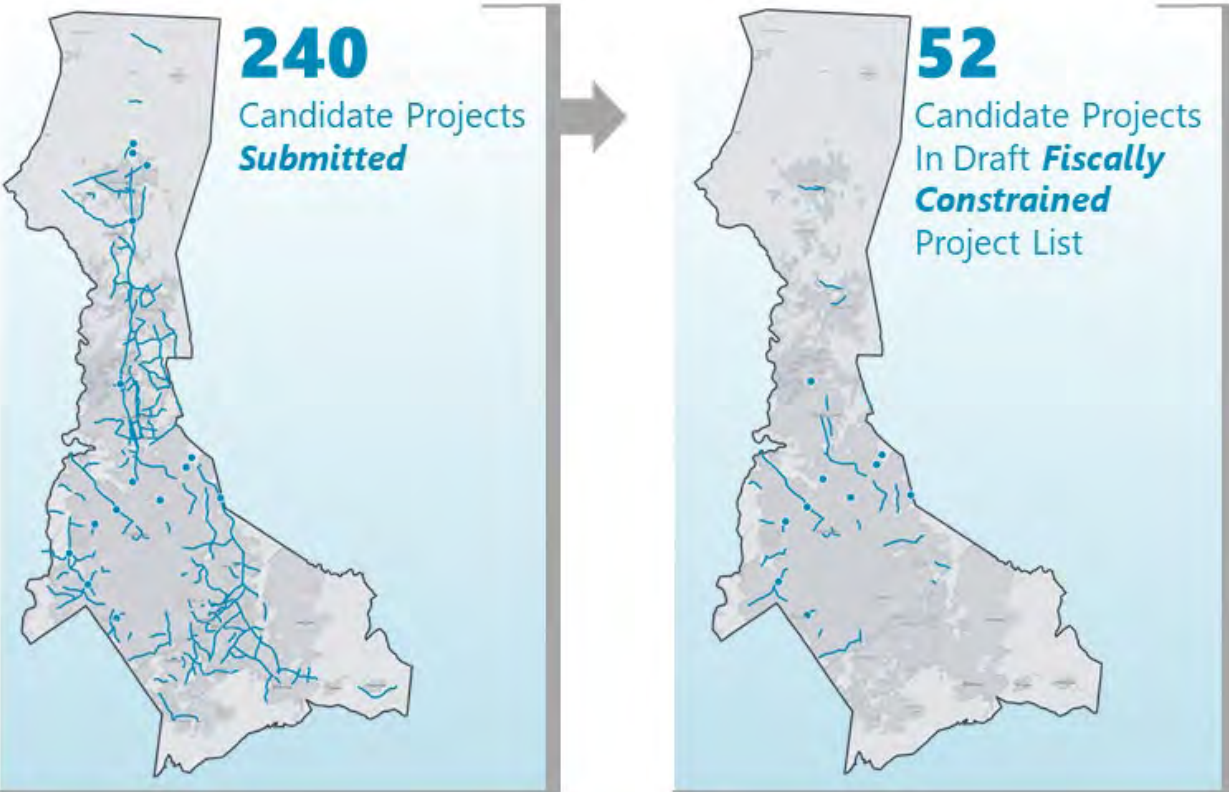 240
Candidate Projects
Submitted
52
Candidate Projects
In Draft Fiscally
Constrained
Project List